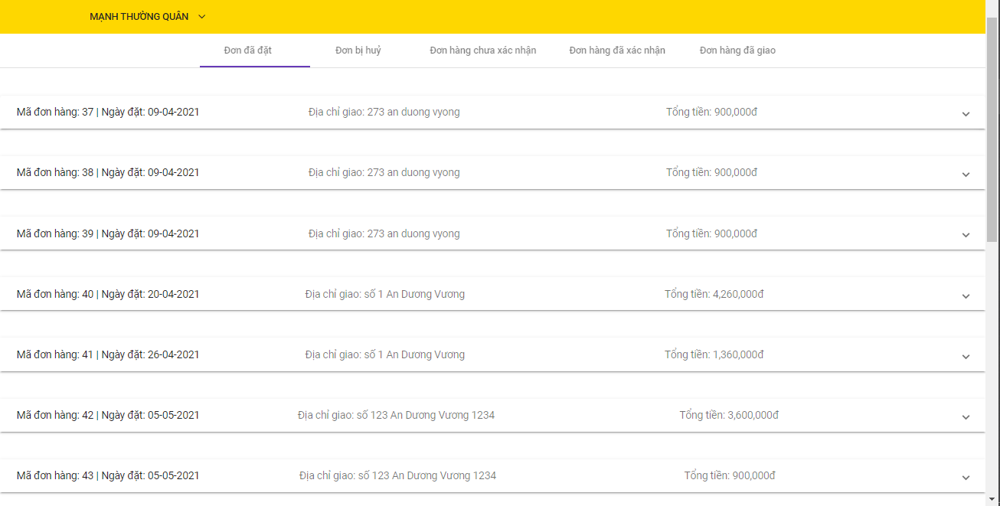 MẠNH THƯỜNG QUÂN
Đơn đã đặt Đơn bị huỷ Đơn hàng chưa xác nhận Đơn hàng đã xác nhận Đơn hàng đã giao
Mã đơn hàng: 37 | Ngày đặt: 09-04-2021 Địa chỉ giao: 273 an duong vyong Tổng tiền: 900,000đ
Mã đơn hàng: 38 | Ngày đặt: 09-04-2021 Địa chỉ giao: 273 an duong vyong Tổng tiền: 900,000đ
Mã đơn hàng: 39 | Ngày đặt: 09-04-2021 Địa chỉ giao: 273 an duong vyong Tổng tiền: 900,000đ
Mã đơn hàng: 40 | Ngày đặt: 20-04-2021 Địa chỉ giao: số 1 An Dương Vương Tổng tiền: 4,260,000đ
Mã đơn hàng: 41 | Ngày đặt: 26-04-2021 Địa chỉ giao: số 1 An Dương Vương Tổng tiền: 1,360,000đ
Mã đơn hàng: 42 | Ngày đặt: 05-05-2021 Địa chỉ giao: số 123 An Dương Vương 1234 Tổng tiền: 3,600,000đ
Mã đơn hàng: 43 | Ngày đặt: 05-05-2021 Địa chỉ giao: số 123 An Dương Vương 1234 Tổng tiền: 900,000đ